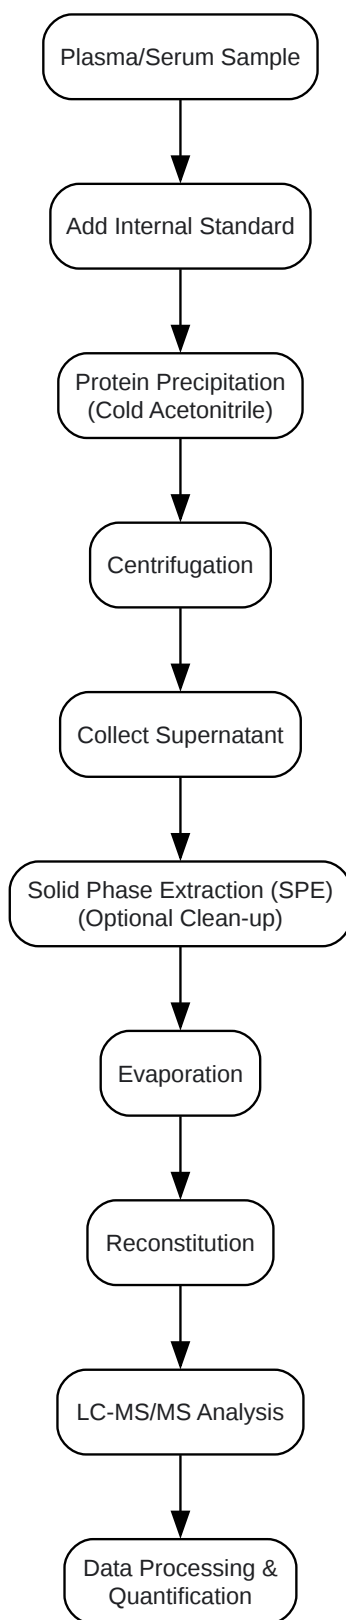 Plasma/Serum Sample
Add Internal Standard
Protein Precipitation
(Cold Acetonitrile)
Centrifugation
Collect Supernatant
Solid Phase Extraction (SPE)
(Optional Clean-up)
Evaporation
Reconstitution
LC-MS/MS Analysis
Data Processing &
Quantification